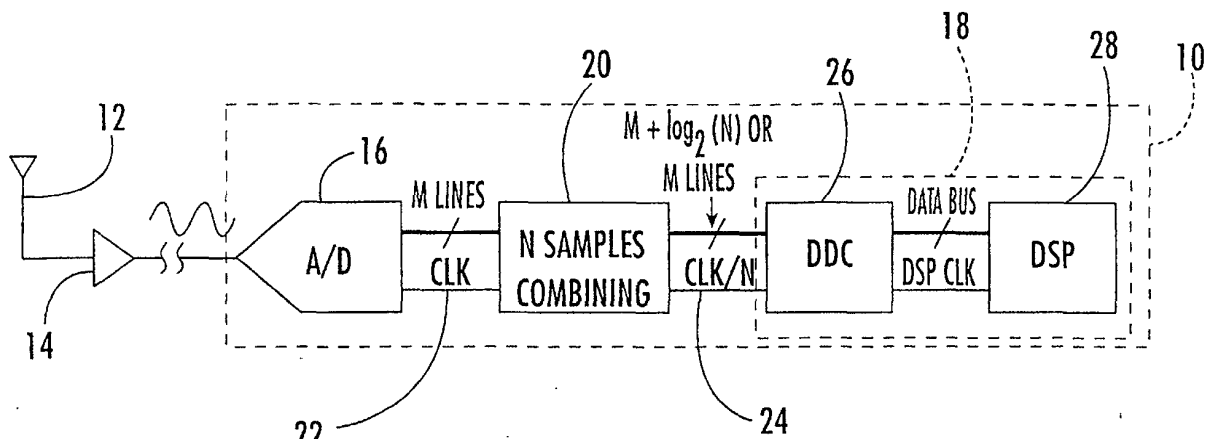 18
10
20
26
28
12
M + log2 (N) OR
M LINES
16
M LINES
DATA BUS
A/D
CLK
N SAMPLES
COMBINING
CLK/N
DDC
DSP CLK
DSP
14
22
24